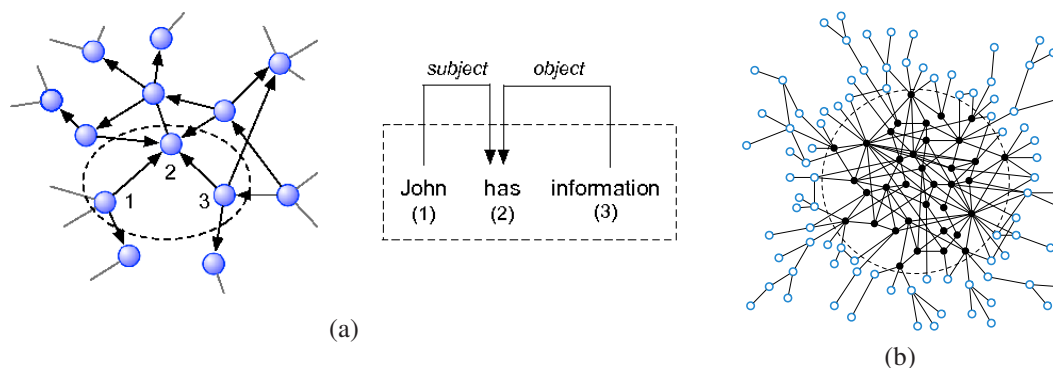 2
1
3
subject object
John has information
(1) (2) (3)
(a)
(b)